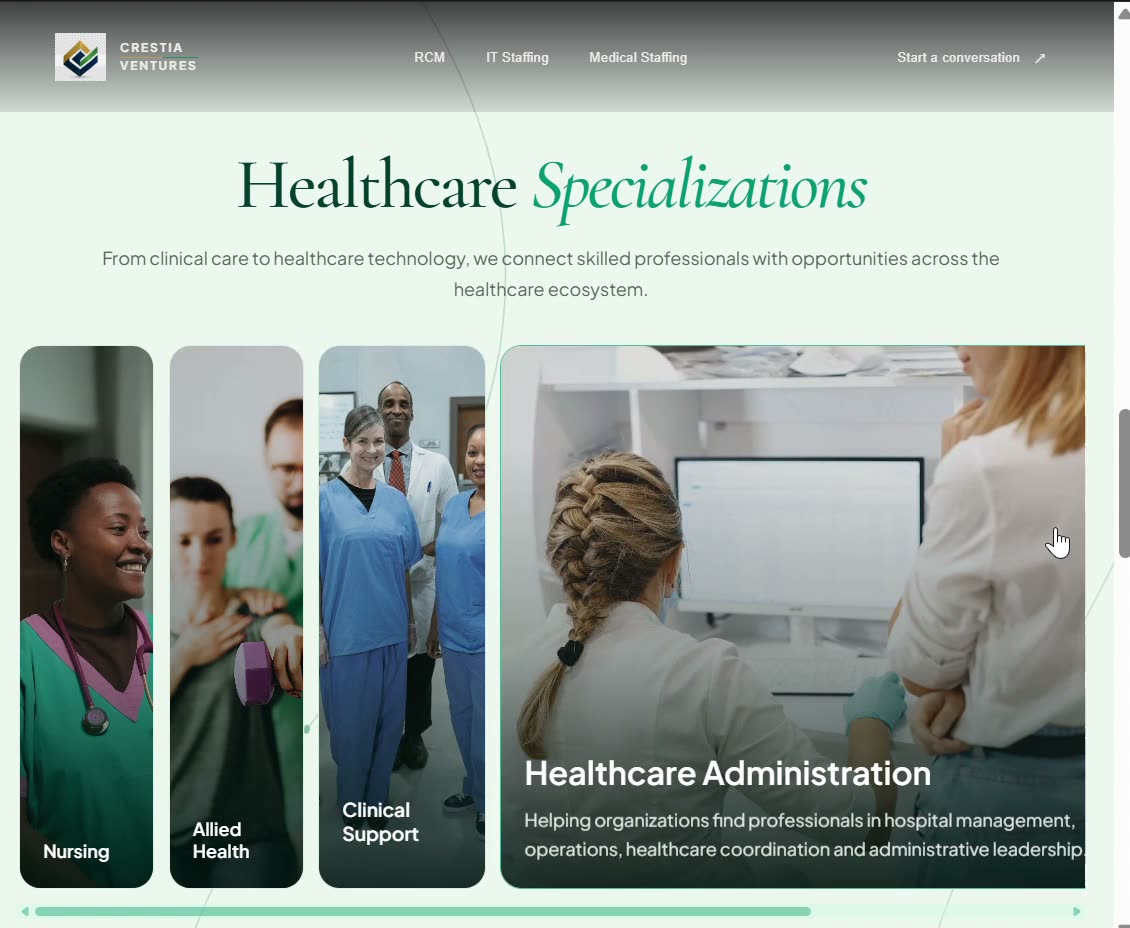 CRESTIA
VENTURES
RCM
IT Staffing
Medical Staffing
Start a conversation ↗
Healthcare Specializations
From clinical care to healthcare technology, we connect skilled professionals with opportunities across the
healthcare ecosystem.
Nursing
Allied
Health
Clinical
Support
Healthcare Administration
Helping organizations find professionals in hospital management,
operations, healthcare coordination and administrative leadership.